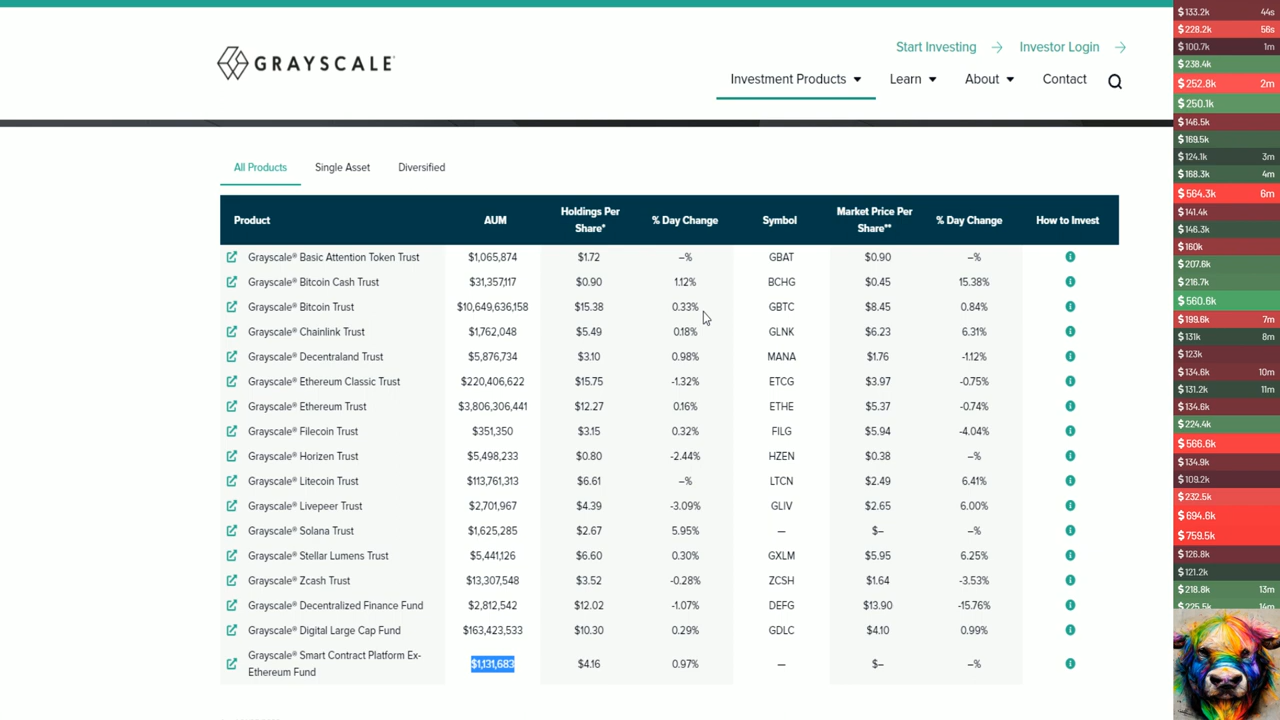 GRAYSCALE®
Start Investing → Investor Login →
Investment Products Learn About Contact
All Products Single Asset Diversified
Product AUM Holdings Per Share* % Day Change Symbol Market Price Per Share** % Day Change How to Invest
Grayscale® Basic Attention Token Trust $1,065,874 $1.72 –% GBAT $0.90 –%
Grayscale® Bitcoin Cash Trust $31,357,117 $0.90 1.12% BCHG $0.45 15.38%
Grayscale® Bitcoin Trust $10,649,636,158 $15.38 0.33% GBTC $8.45 0.84%
Grayscale® Chainlink Trust $1,762,048 $5.49 0.18% GLNK $6.23 6.31%
Grayscale® Decentraland Trust $5,876,734 $3.10 0.98% MANA $1.76 -1.12%
Grayscale® Ethereum Classic Trust $220,406,622 $15.75 -1.32% ETCG $3.97 -0.75%
Grayscale® Ethereum Trust $3,806,306,441 $12.27 0.16% ETHE $5.37 -0.74%
Grayscale® Filecoin Trust $351,350 $3.15 0.32% FILG $5.94 -4.04%
Grayscale® Horizen Trust $5,498,233 $0.80 -2.44% HZEN $0.38 –%
Grayscale® Litecoin Trust $113,761,313 $6.61 –% LTCN $2.49 6.41%
Grayscale® Livepeer Trust $2,701,967 $4.39 -3.09% GLIV $2.65 6.00%
Grayscale® Solana Trust $1,625,285 $2.67 5.95% — $– –%
Grayscale® Stellar Lumens Trust $5,441,126 $6.60 0.30% GXLM $5.95 6.25%
Grayscale® Zcash Trust $13,307,548 $3.52 -0.28% ZCSH $1.64 -3.53%
Grayscale® Decentralized Finance Fund $2,812,542 $12.02 -1.07% DEFG $13.90 -15.76%
Grayscale® Digital Large Cap Fund $163,423,533 $10.30 0.29% GDLC $4.10 0.99%
Grayscale® Smart Contract Platform Ex-
Ethereum Fund $1,131,683 $4.16 0.97% — $– –%
$133.2k 44s
$228.2k 56s
$100.7k 1m
$238.4k
$252.8k 2m
$250.1k
$146.5k
$169.5k
$124.1k 3m
$168.3k 4m
$564.3k 6m
$141.4k
$146.3k
$160k
$207.6k
$216.7k
$560.6k
$199.6k 7m
$131k 8m
$123k
$134.6k 10m
$131.2k 11m
$134.6k
$224.4k
$566.6k
$134.9k
$109.2k
$232.5k
$694.6k
$759.5k
$126.8k
$121.2k
$218.8k 13m
$225.5k 14m